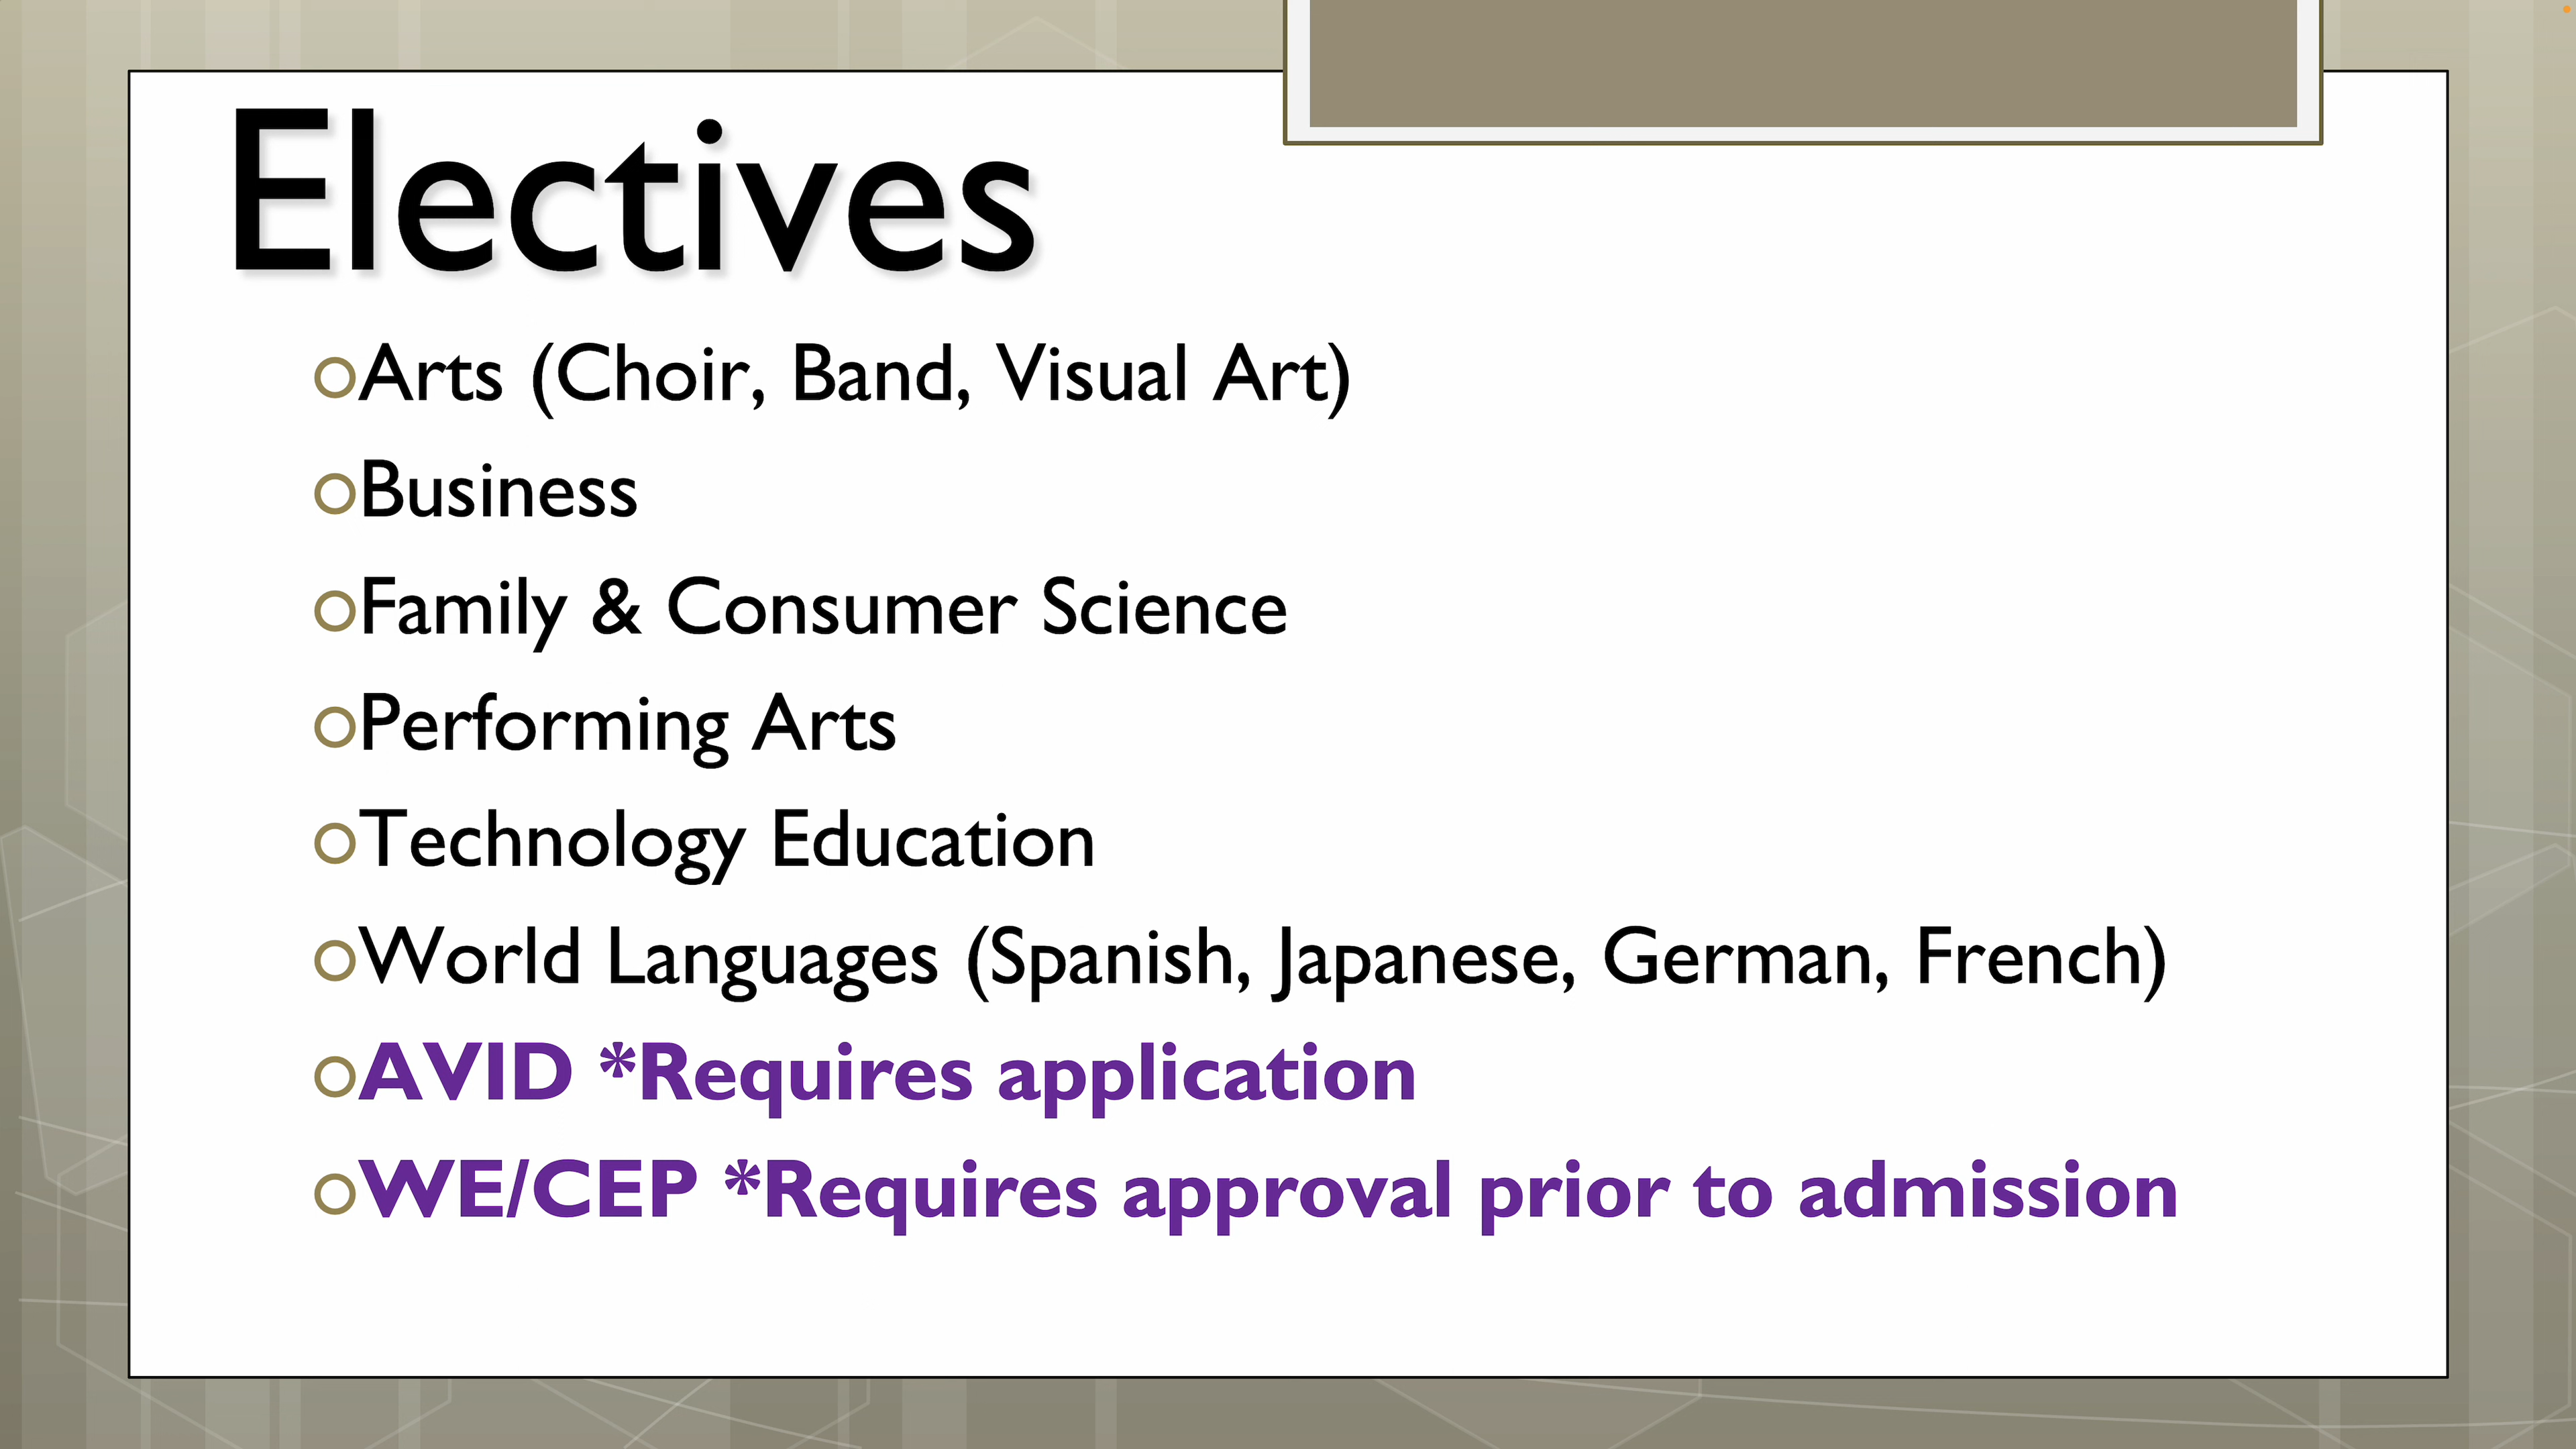 Electives
Arts (Choir, Band, Visual Art)
Business
Family & Consumer Science
Performing Arts
Technology Education
World Languages (Spanish, Japanese, German, French)
AVID *Requires application
WE/CEP *Requires approval prior to admission